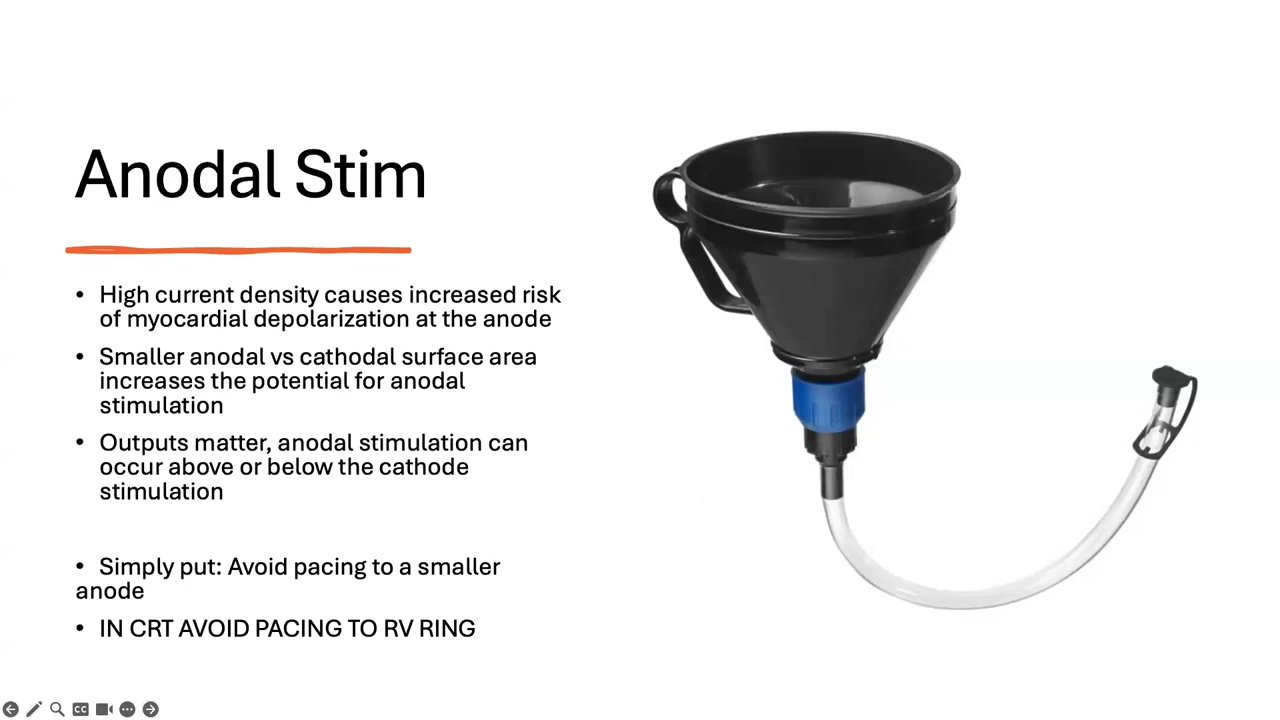 Anodal Stim
• High current density causes increased risk
of myocardial depolarization at the anode
• Smaller anodal vs cathodal surface area
increases the potential for anodal
stimulation
• Outputs matter, anodal stimulation can
occur above or below the cathode
stimulation
• Simply put: Avoid pacing to a smaller
anode
• IN CRT AVOID PACING TO RV RING
CC